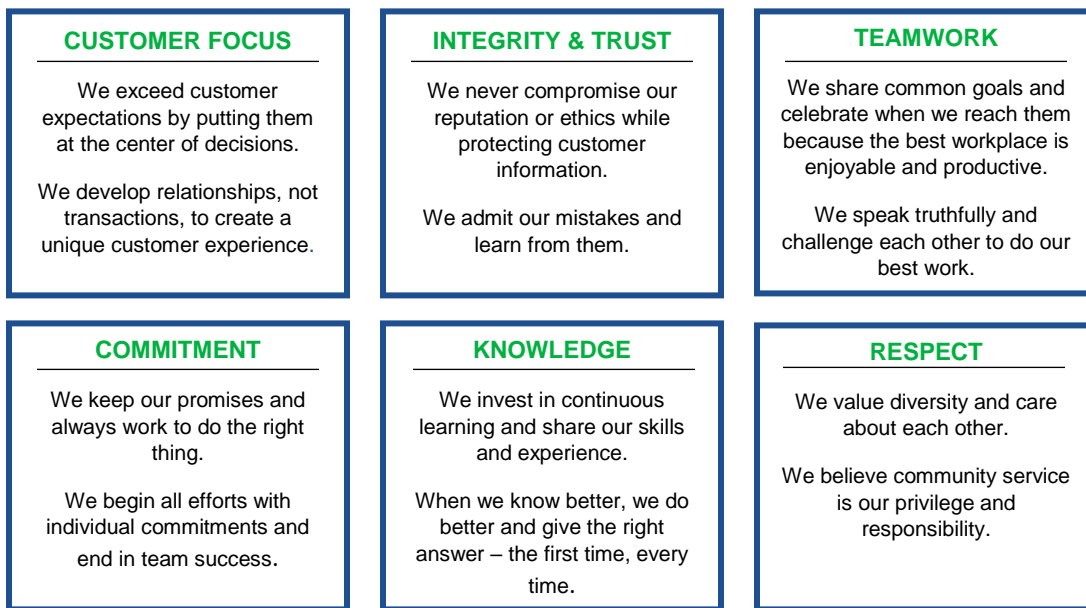 CUSTOMER FOCUS
We exceed customer
expectations by putting them
at the center of decisions.
We develop relationships, not
transactions, to create a
unique customer experience.
INTEGRITY & TRUST
We never compromise our
reputation or ethics while
protecting customer
information.
We admit our mistakes and
learn from them.
TEAMWORK
We share common goals and
celebrate when we reach them
because the best workplace is
enjoyable and productive.
We speak truthfully and
challenge each other to do our
best work.
COMMITMENT
We keep our promises and
always work to do the right
thing.
We begin all efforts with
individual commitments and
end in team success.
KNOWLEDGE
We invest in continuous
learning and share our skills
and experience.
When we know better, we do
better and give the right
answer – the first time, every
time.
RESPECT
We value diversity and care
about each other.
We believe community service
is our privilege and
responsibility.